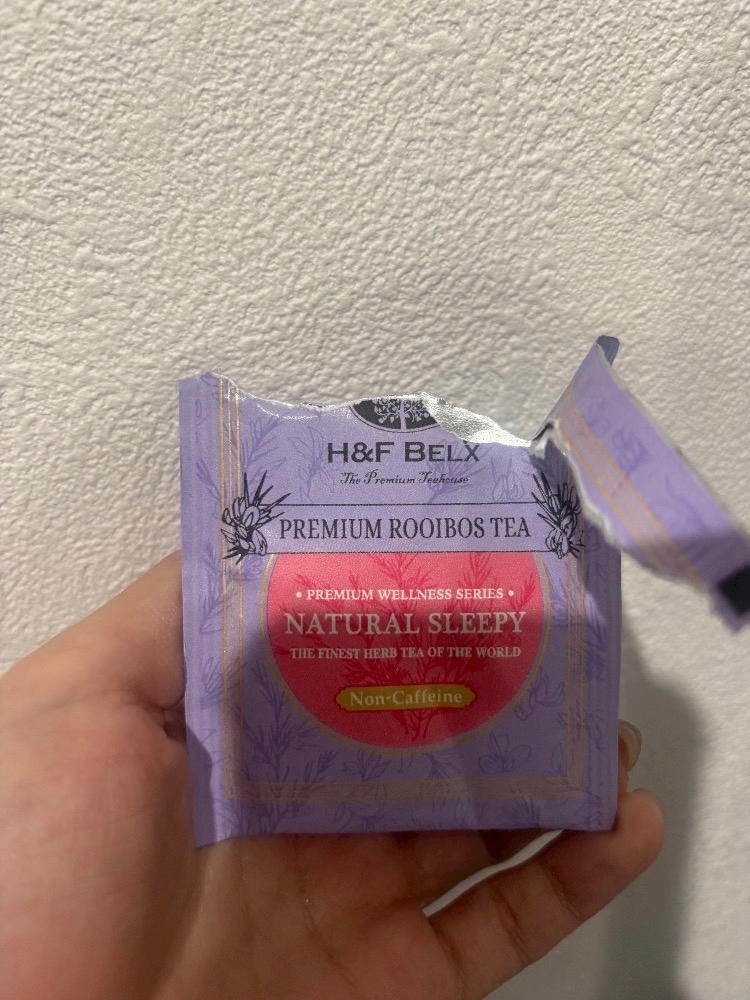 H&F BELX
The Premium Teahouse
PREMIUM ROOIBOS TEA
• PREMIUM WELLNESS SERIES •
NATURAL SLEEPY
THE FINEST HERB TEA OF THE WORLD
Non-Caffeine